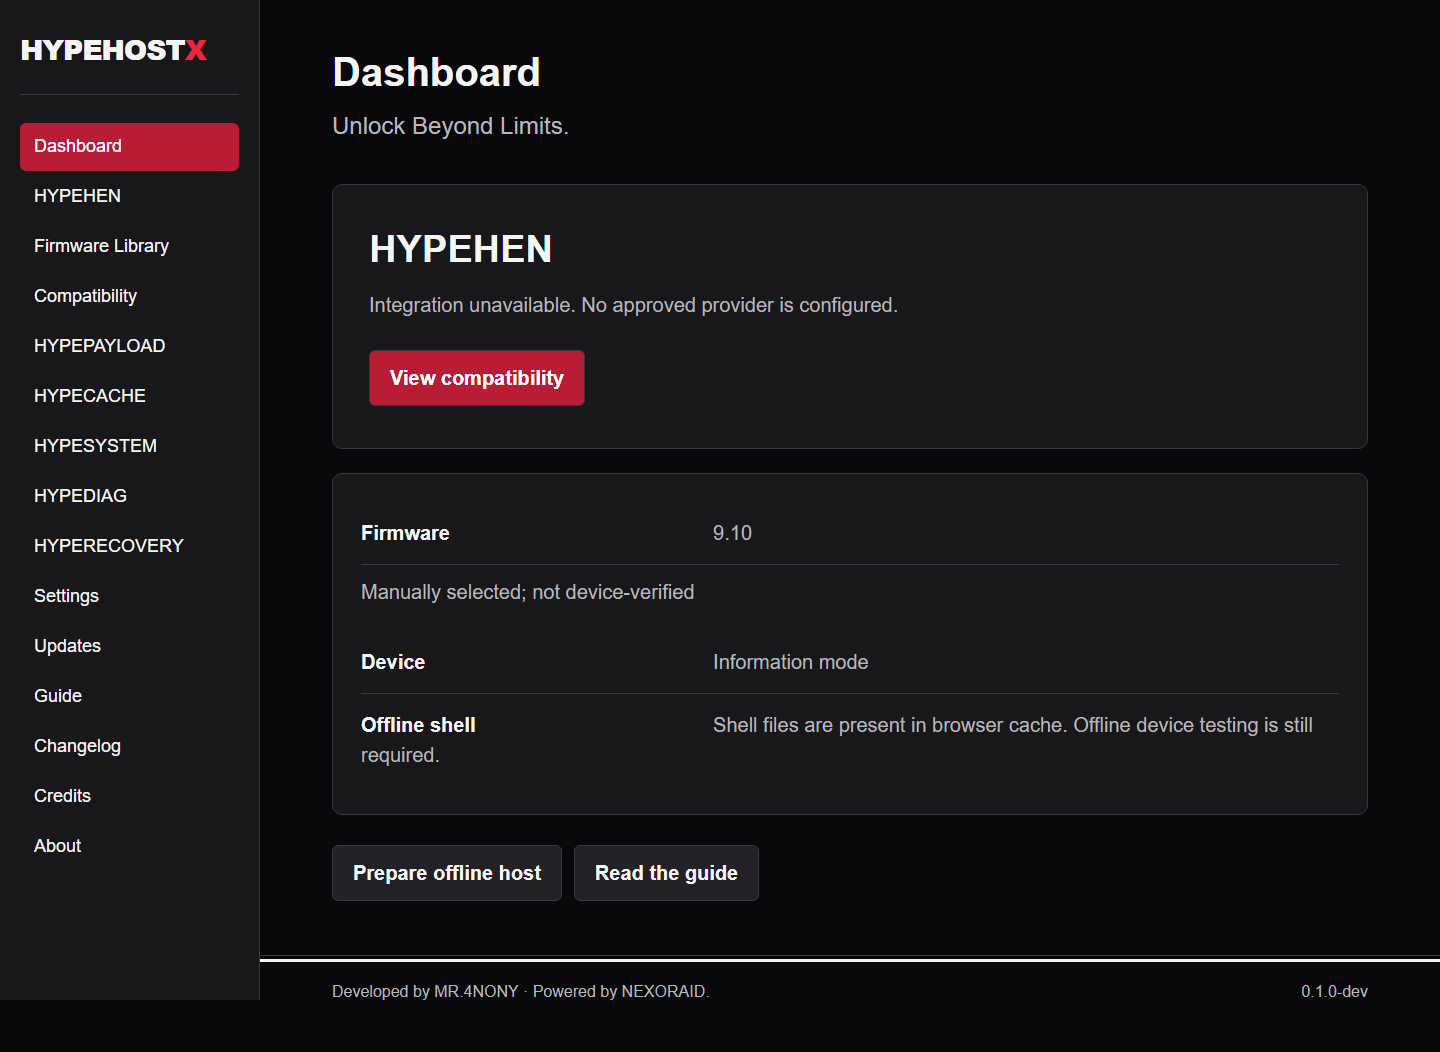 HYPEHOSTX
Dashboard
HYPEHEN
Firmware Library
Compatibility
HYPEPAYLOAD
HYPECACHE
HYPESYSTEM
HYPEDIAG
HYPERECOVERY
Settings
Updates
Guide
Changelog
Credits
About
Dashboard
Unlock Beyond Limits.
HYPEHEN
Integration unavailable. No approved provider is configured.
View compatibility
Firmware 9.10
Manually selected; not device-verified
Device Information mode
Offline shell Shell files are present in browser cache. Offline device testing is still
required.
Prepare offline host Read the guide
Developed by MR.4NONY · Powered by NEXORAID. 0.1.0-dev